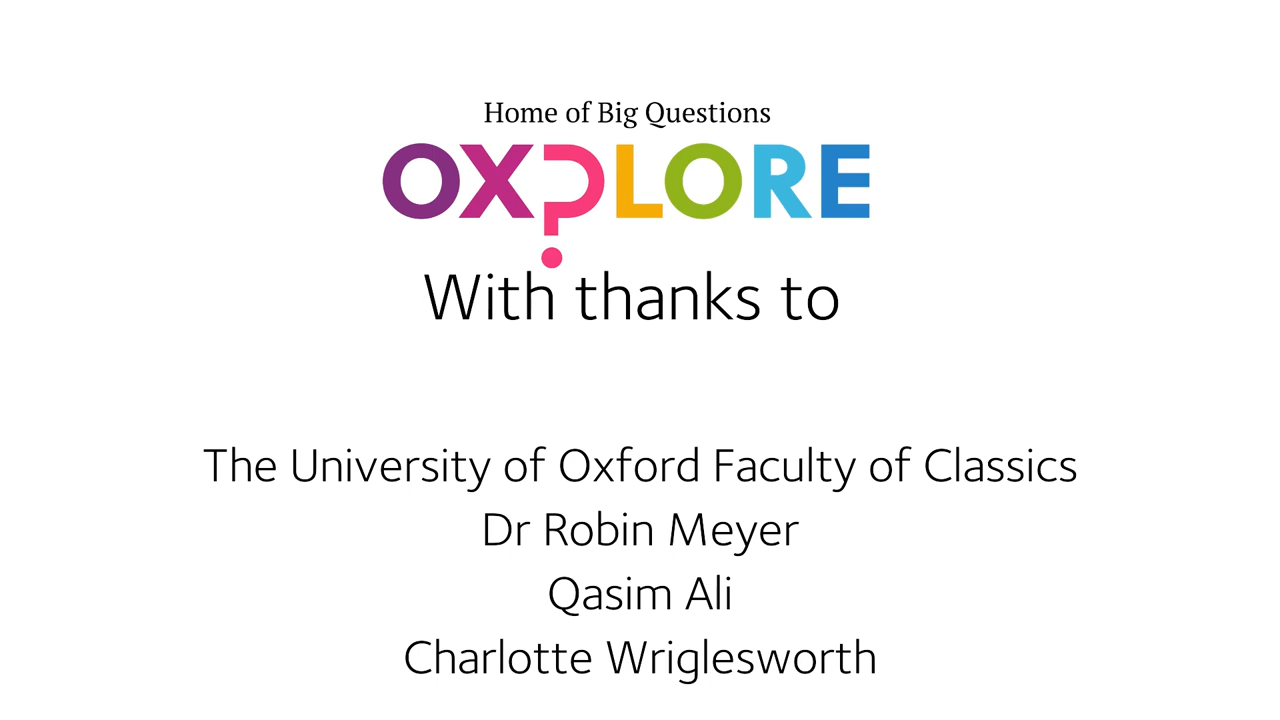 Home of Big Questions
OXPLORE
With thanks to
The University of Oxford Faculty of Classics
Dr Robin Meyer
Qasim Ali
Charlotte Wriglesworth